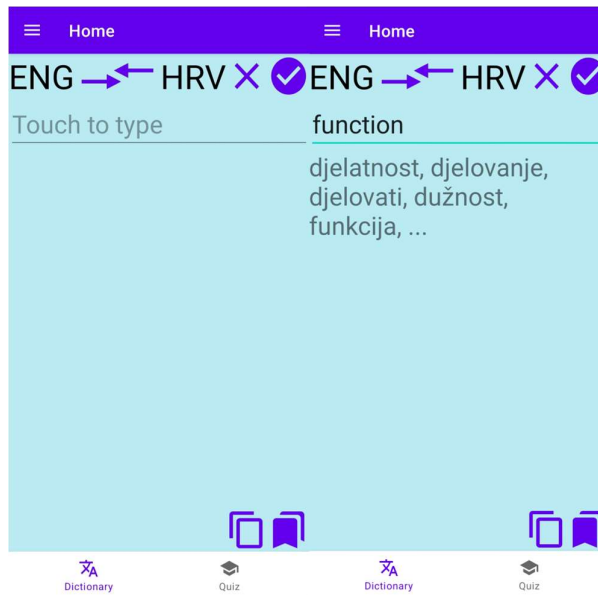 Home
ENG HRV
Touch to type
Dictionary
Quiz
Home
ENG HRV
function
djelatnost, djelovanje,
djelovati, dužnost,
funkcija, ...
Dictionary
Quiz